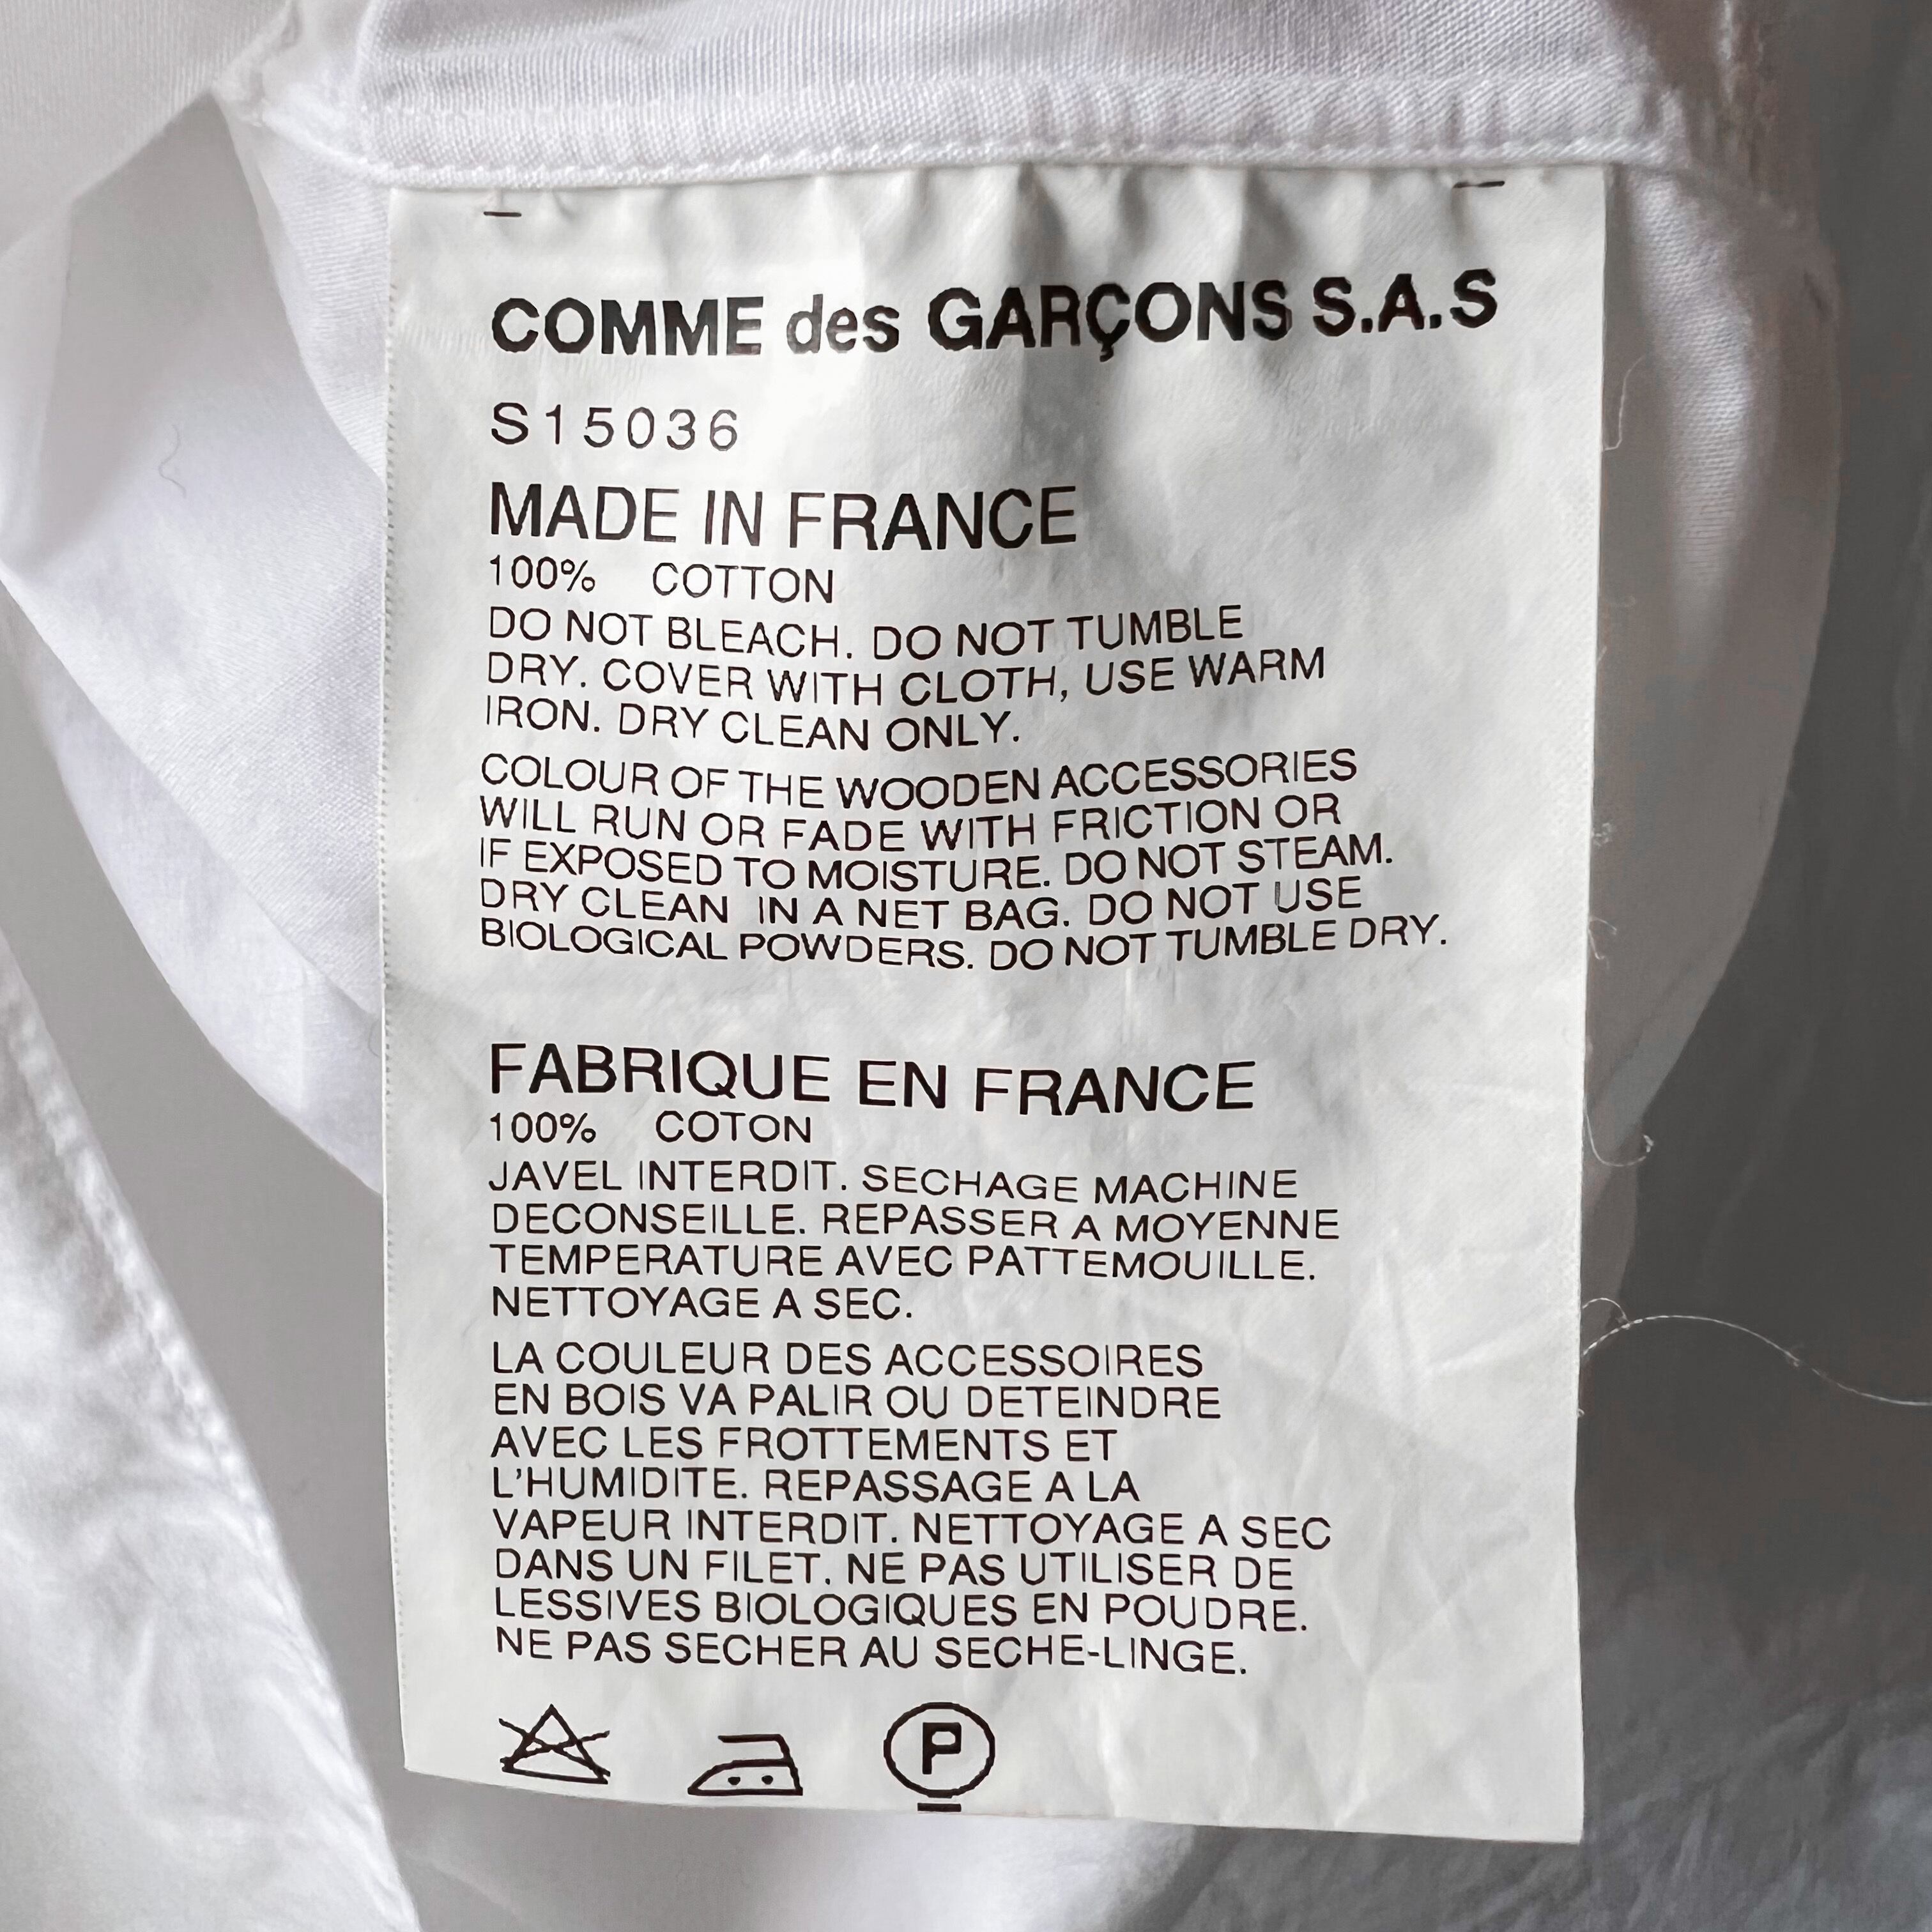 COMME des GARÇONS S.A.S
S15036
MADE IN FRANCE
100% COTTON
DO NOT BLEACH. DO NOT TUMBLE
DRY. COVER WITH CLOTH, USE WARM
IRON. DRY CLEAN ONLY.
COLOUR OF THE WOODEN ACCESSORIES
WILL RUN OR FADE WITH FRICTION OR
IF EXPOSED TO MOISTURE. DO NOT STEAM.
DRY CLEAN IN A NET BAG. DO NOT USE
BIOLOGICAL POWDERS. DO NOT TUMBLE DRY.
FABRIQUE EN FRANCE
100% COTON
JAVEL INTERDIT. SECHAGE MACHINE
DECONSEILLE. REPASSER A MOYENNE
TEMPERATURE AVEC PATTEMOUILLE.
NETTOYAGE A SEC.
LA COULEUR DES ACCESSOIRES
EN BOIS VA PALIR OU DETEINDRE
AVEC LES FROTTEMENTS ET
L'HUMIDITE. REPASSAGE A LA
VAPEUR INTERDIT. NETTOYAGE A SEC
DANS UN FILET. NE PAS UTILISER DE
LESSIVES BIOLOGIQUES EN POUDRE.
NE PAS SECHER AU SECHE-LINGE.
P